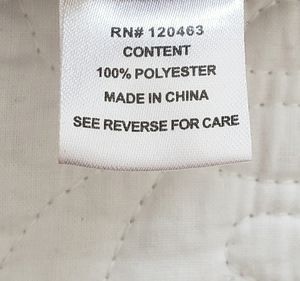 RN# 120463
CONTENT
100% POLYESTER
MADE IN CHINA
SEE REVERSE FOR CARE